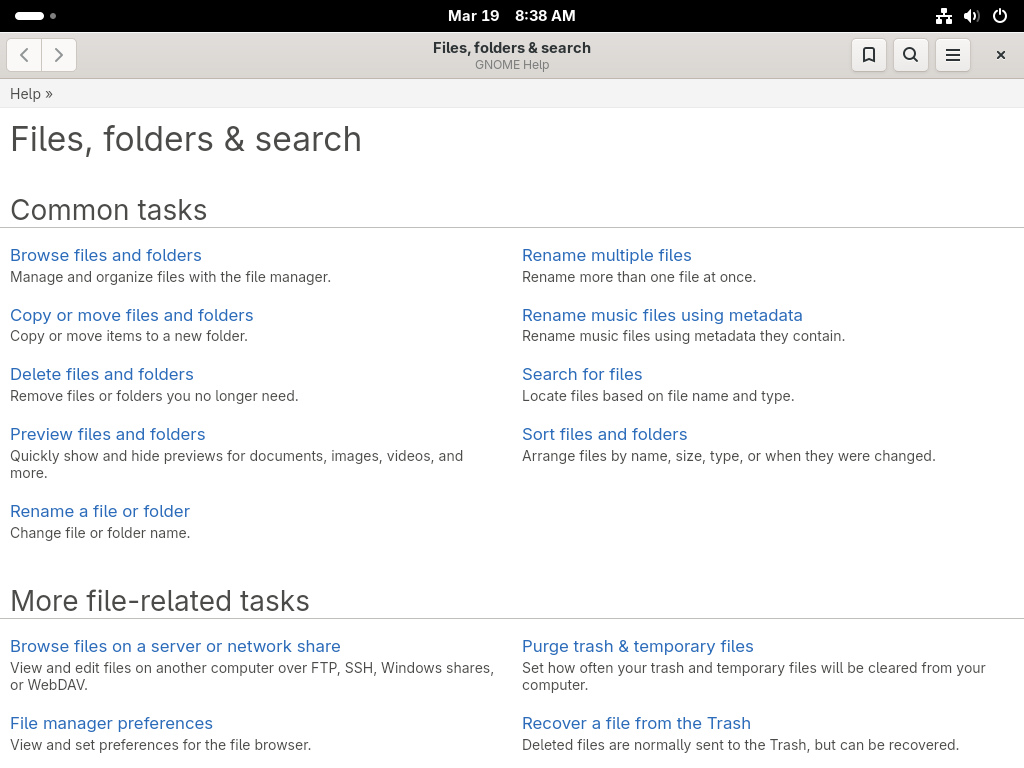 Mar 19 8:38 AM
Files, folders & search
GNOME Help
Help »
Files, folders & search
Common tasks
Browse files and folders
Manage and organize files with the file manager.
Copy or move files and folders
Copy or move items to a new folder.
Delete files and folders
Remove files or folders you no longer need.
Preview files and folders
Quickly show and hide previews for documents, images, videos, and
more.
Rename a file or folder
Change file or folder name.
Rename multiple files
Rename more than one file at once.
Rename music files using metadata
Rename music files using metadata they contain.
Search for files
Locate files based on file name and type.
Sort files and folders
Arrange files by name, size, type, or when they were changed.
More file-related tasks
Browse files on a server or network share
View and edit files on another computer over FTP, SSH, Windows shares,
or WebDAV.
File manager preferences
View and set preferences for the file browser.
Purge trash & temporary files
Set how often your trash and temporary files will be cleared from your
computer.
Recover a file from the Trash
Deleted files are normally sent to the Trash, but can be recovered.